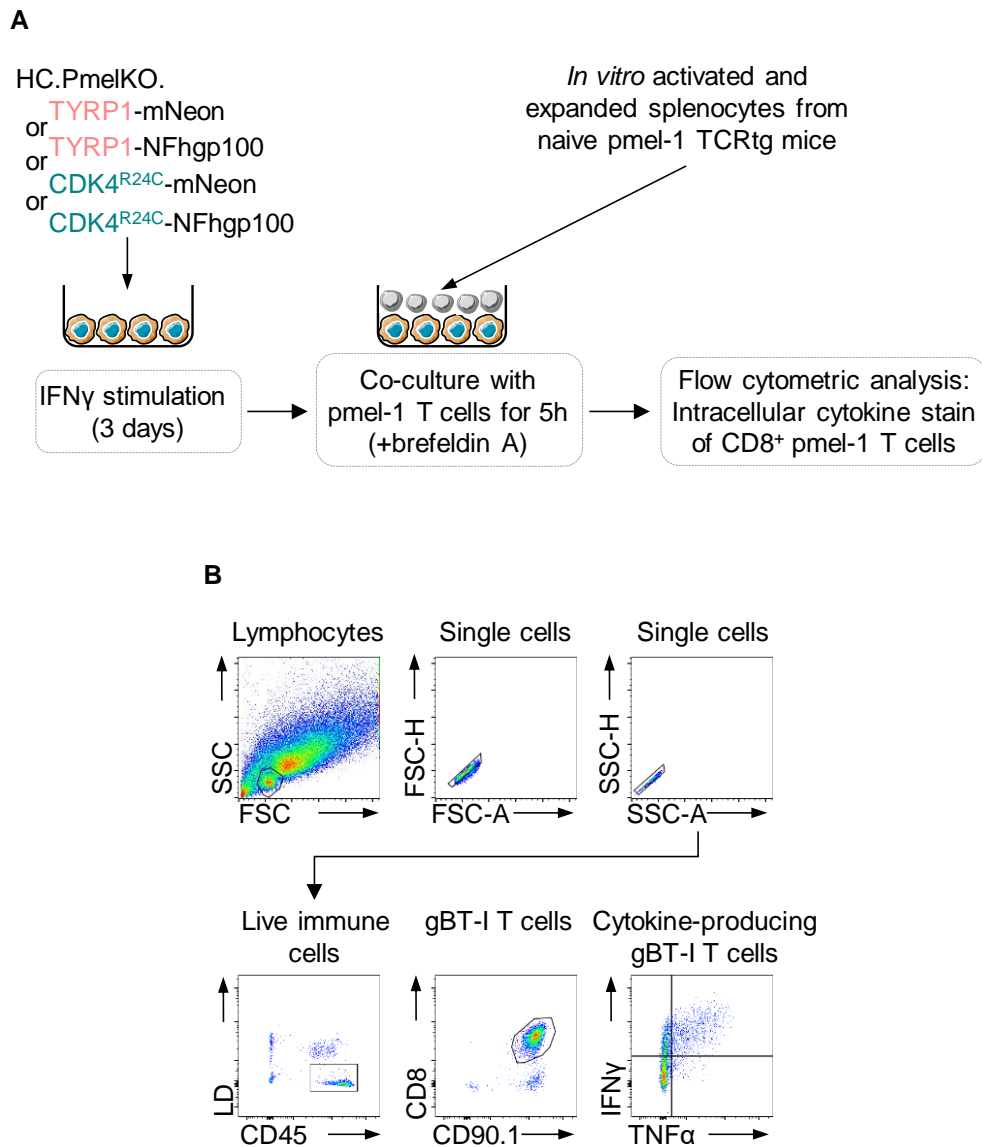 A
HC.PmelKO.
TYRP1-mNeon
or
TYRP1-NFhgp100
or
CDK4R24C-mNeon
or
CDK4R24C-NFhgp100
In vitro activated and
expanded splenocytes from
naive pmel-1 TCRtg mice
IFNγ stimulation
(3 days)
Co-culture with
pmel-1 T cells for 5h
(+brefeldin A)
Flow cytometric analysis:
Intracellular cytokine stain
of CD8+ pmel-1 T cells
B
Lymphocytes
SSC
FSC
Single cells
FSC-H
FSC-A
Single cells
SSC-H
SSC-A
Live immune
cells
LD
CD45
gBT-I T cells
CD8
CD90.1
Cytokine-producing
gBT-I T cells
IFNγ
TNFα